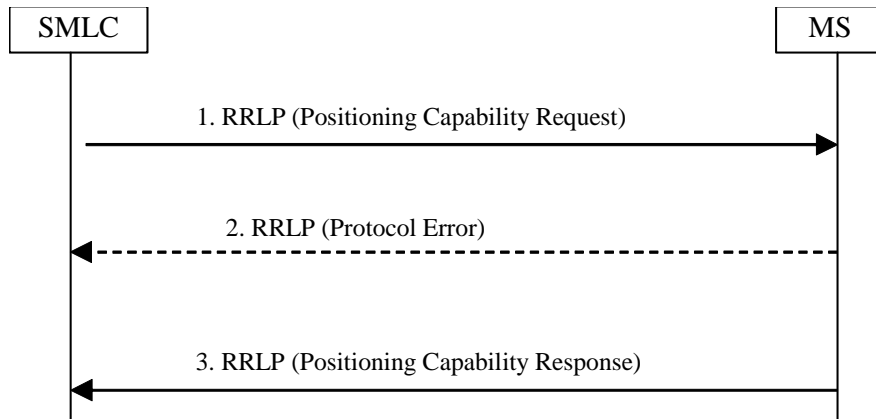 SMLC
MS
1. RRLP (Positioning Capability Request)
2. RRLP (Protocol Error)
3. RRLP (Positioning Capability Response)